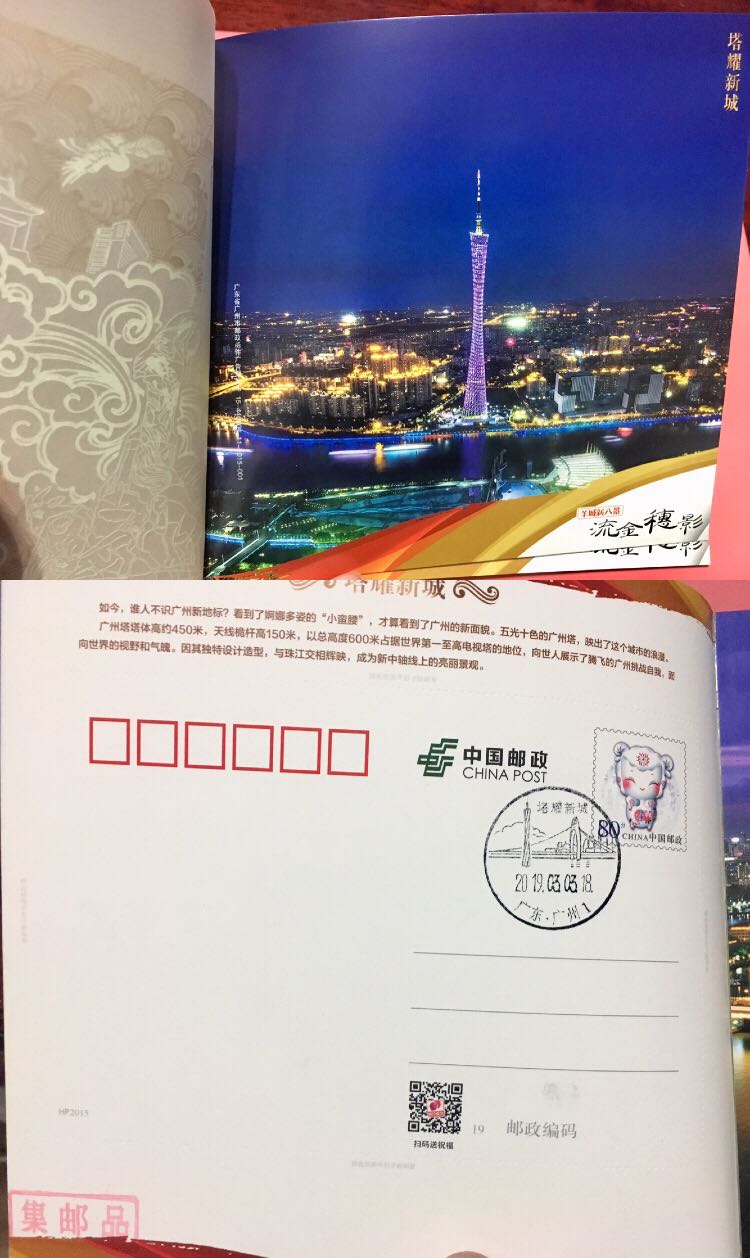 塔耀新城
羊城新八景
流金穗影
塔耀新城
如今,谁人不识广州新地标?看到了婀娜多姿的“小蛮腰”,才算看到了广州的新面貌。五光十色的广州塔,映出了这个城市的浪漫。
广州塔塔体高约450米,天线桅杆高150米,以总高度600米占据世界第一至高电视塔的地位,向世人展示了腾飞的广州挑战自我,面
向世界的视野和气魄。因其独特设计造型,与珠江交相辉映,成为新中轴线上的亮丽景观。
中国邮政
CHINA POST
80分
CHINA中国邮政
塔耀新城
2019.03.03.18.
广东·广州1
HP2015
扫码送祝福
19
邮政编码
集邮品